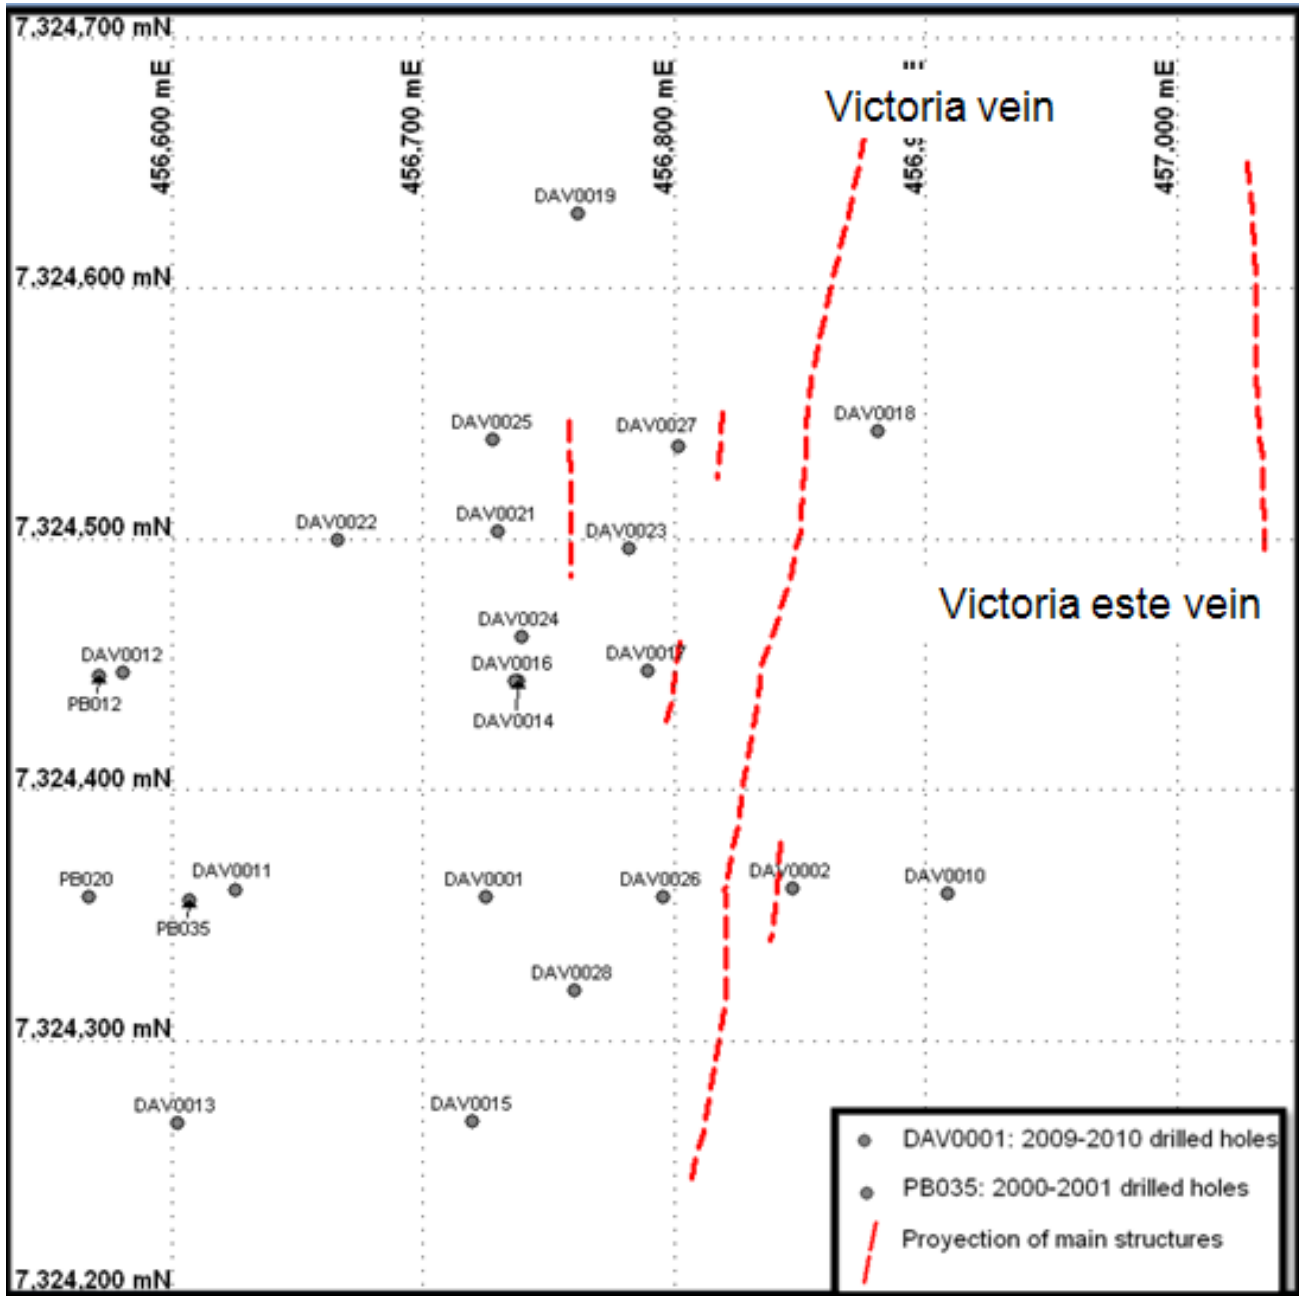 7,324,700 mN
456,600 mE
456,700 mE
456,800 mE
457,000 mE
Victoria vein
DAV0019
7,324,600 mN
DAV0025
DAV0027
DAV0018
7,324,500 mN
DAV0022
DAV0021
DAV0023
Victoria este vein
DAV0024
DAV0012
DAV0016
DAV0017
PB012
DAV0014
7,324,400 mN
PB020
DAV0011
DAV0001
DAV0026
DAV0002
DAV0010
PB035
DAV0028
7,324,300 mN
DAV0013
DAV0015
DAV0001: 2009-2010 drilled holes
PB035: 2000-2001 drilled holes
Proyection of main structures
7,324,200 mN